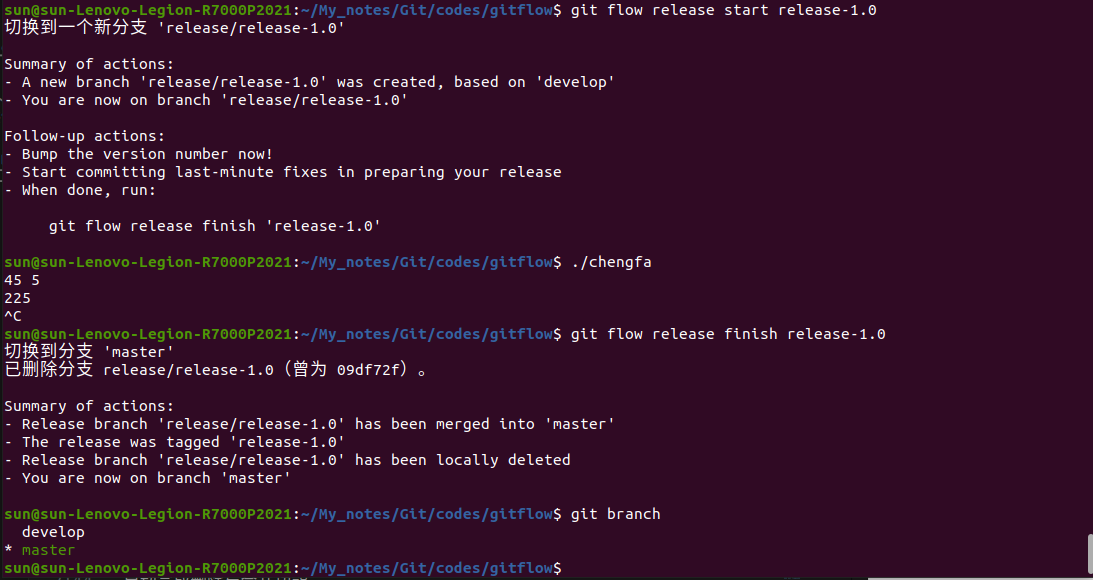 sun@sun-Lenovo-Legion-R7000P2021:~/My_notes/Git/codes/gitflow$ git flow release start release-1.0
切换到一个新分支 'release/release-1.0'
Summary of actions:
- A new branch 'release/release-1.0' was created, based on 'develop'
- You are now on branch 'release/release-1.0'
Follow-up actions:
- Bump the version number now!
- Start committing last-minute fixes in preparing your release
- When done, run:
git flow release finish 'release-1.0'
sun@sun-Lenovo-Legion-R7000P2021:~/My_notes/Git/codes/gitflow$ ./chengfa
45 5
225
^C
sun@sun-Lenovo-Legion-R7000P2021:~/My_notes/Git/codes/gitflow$ git flow release finish release-1.0
切换到分支 'master'
已删除分支 release/release-1.0（曾为 09df72f）。
Summary of actions:
- Release branch 'release/release-1.0' has been merged into 'master'
- The release was tagged 'release-1.0'
- Release branch 'release/release-1.0' has been locally deleted
- You are now on branch 'master'
sun@sun-Lenovo-Legion-R7000P2021:~/My_notes/Git/codes/gitflow$ git branch
develop
* master
sun@sun-Lenovo-Legion-R7000P2021:~/My_notes/Git/codes/gitflow$